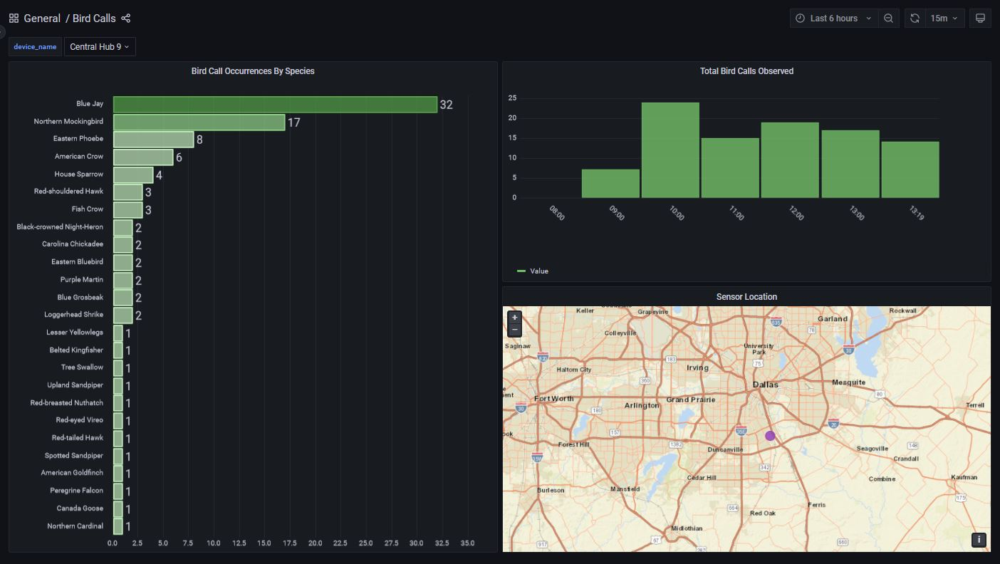 General / Bird Calls
Last 6 hours
15m
device_name
Central Hub 9
Bird Call Occurrences By Species
Blue Jay 32
Northern Mockingbird 17
Eastern Phoebe 8
American Crow 6
House Sparrow 4
Red-shouldered Hawk 3
Fish Crow 3
Black-crowned Night-Heron 2
Carolina Chickadee 2
Eastern Bluebird 2
Purple Martin 2
Blue Grosbeak 2
Loggerhead Shrike 2
Lesser Yellowlegs 1
Belted Kingfisher 1
Tree Swallow 1
Upland Sandpiper 1
Red-breasted Nuthatch 1
Red-eyed Vireo 1
Red-tailed Hawk 1
Spotted Sandpiper 1
American Goldfinch 1
Peregrine Falcon 1
Canada Goose 1
Northern Cardinal 1
0.0 2.5 5.0 7.5 10.0 12.5 15.0 17.5 20.0 22.5 25.0 27.5 30.0 32.5 35.0
Total Bird Calls Observed
25
20
15
10
5
0
08:00 09:00 10:00 11:00 12:00 13:00 13:19
Value
Sensor Location
+
−
Keller
Grapevine
Garland
Rockwall
635
78
Colleyville
Saginaw
University
Park
30
820
183
75
Haltom City
Irving
360
Dallas
Mesquite
80
Fort Worth
Grand Prairie
Arlington
Terrell
30
180
20
157
35E
Forest Hill
1382
Duncanville
Seagoville
148
Crandall
342
Cedar Hill
Combine
Kaufman
Burleson
Mansfield
175
Ferris
664
Red Oak
Midlothian
67
287
917
660
i